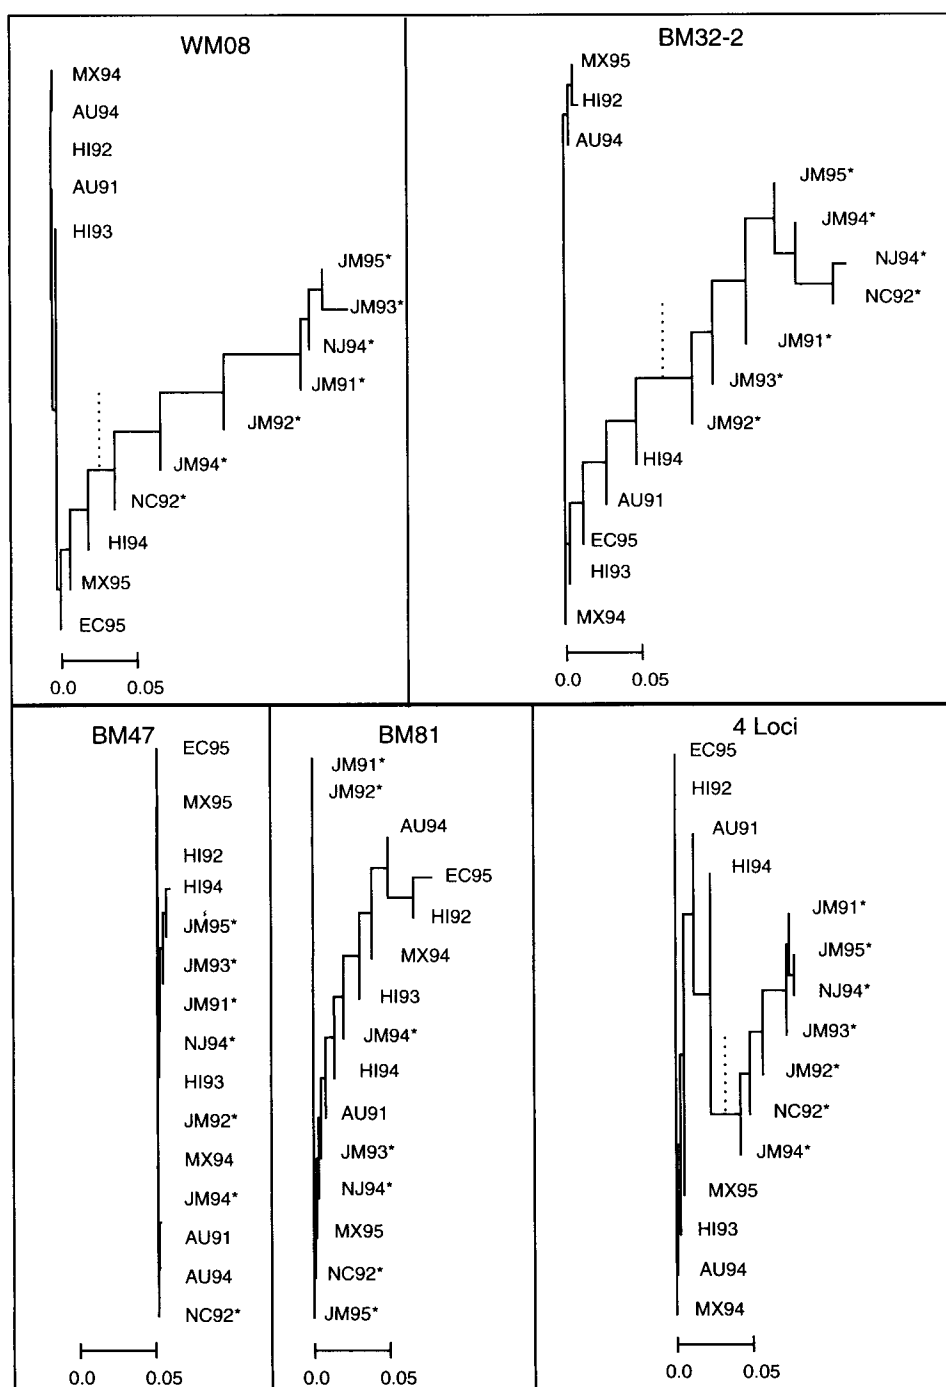 WM08
MX94
AU94
HI92
AU91
HI93
JM95*
JM93*
NJ94*
JM91*
JM92*
JM94*
NC92*
HI94
MX95
EC95
0.0 0.05
BM32-2
MX95
HI92
AU94
JM95*
JM94*
NJ94*
NC92*
JM91*
JM93*
JM92*
HI94
AU91
EC95
HI93
MX94
0.0 0.05
BM47
EC95
MX95
HI92
HI94
JM95*
JM93*
JM91*
NJ94*
HI93
JM92*
MX94
JM94*
AU91
AU94
NC92*
0.0 0.05
BM81
JM91*
JM92*
AU94
EC95
HI92
MX94
HI93
JM94*
HI94
AU91
JM93*
NJ94*
MX95
NC92*
JM95*
0.0 0.05
4 Loci
EC95
HI92
AU91
HI94
JM91*
JM95*
NJ94*
JM93*
JM92*
NC92*
JM94*
MX95
HI93
AU94
MX94
0.0 0.05